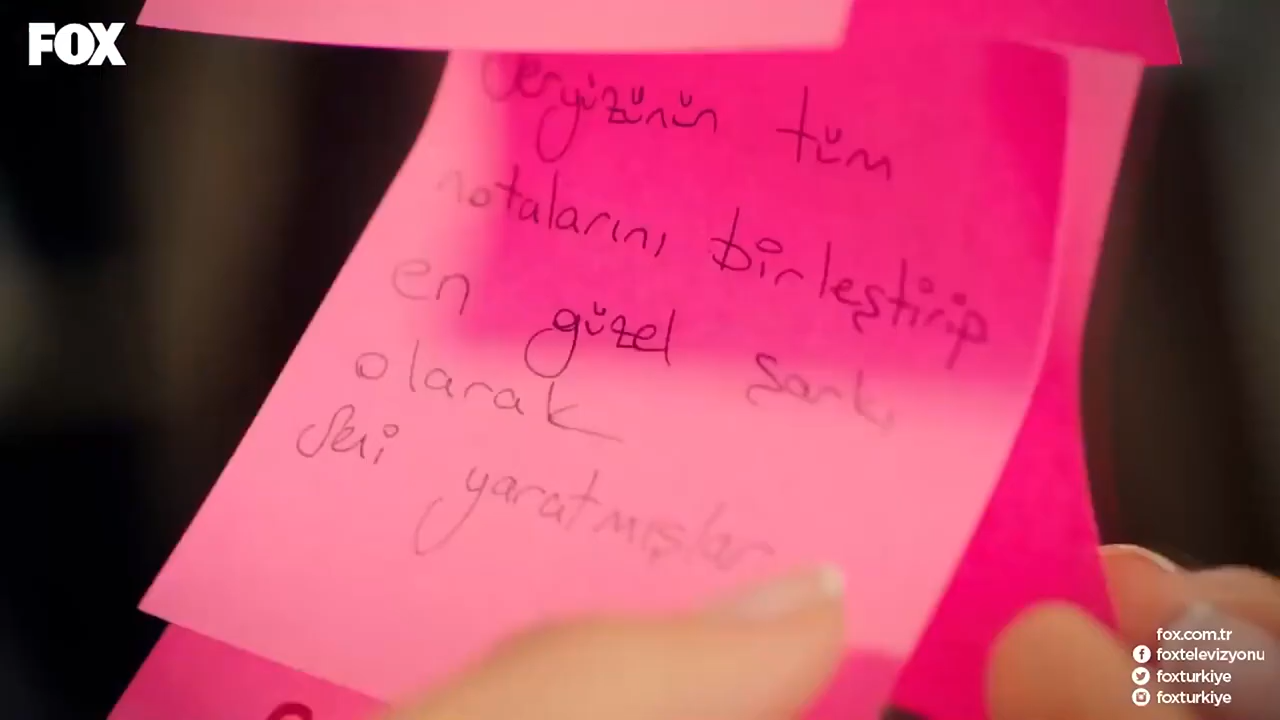 FOX
yeryüzünün tüm
notalarını birleştirip
en güzel şarkı
olarak
Seni yaratmışlar
fox.com.tr
foxtelevizyonu
foxturkiye
foxturkiye